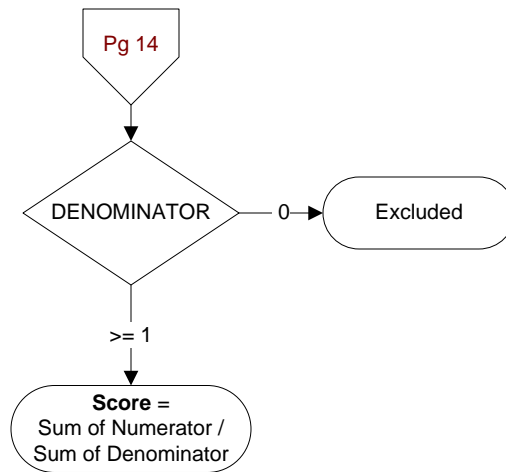 Pg 14
DENOMINATOR
0
Excluded
>= 1
Score =
Sum of Numerator /
Sum of Denominator